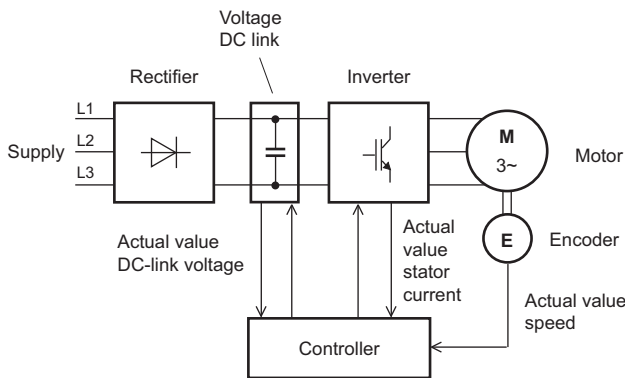 Voltage
DC link
Rectifier
Inverter
L1
L2
L3
Supply
M
3~
Motor
E
Encoder
Actual value
DC-link voltage
Actual
value
stator
current
Actual value
speed
Controller